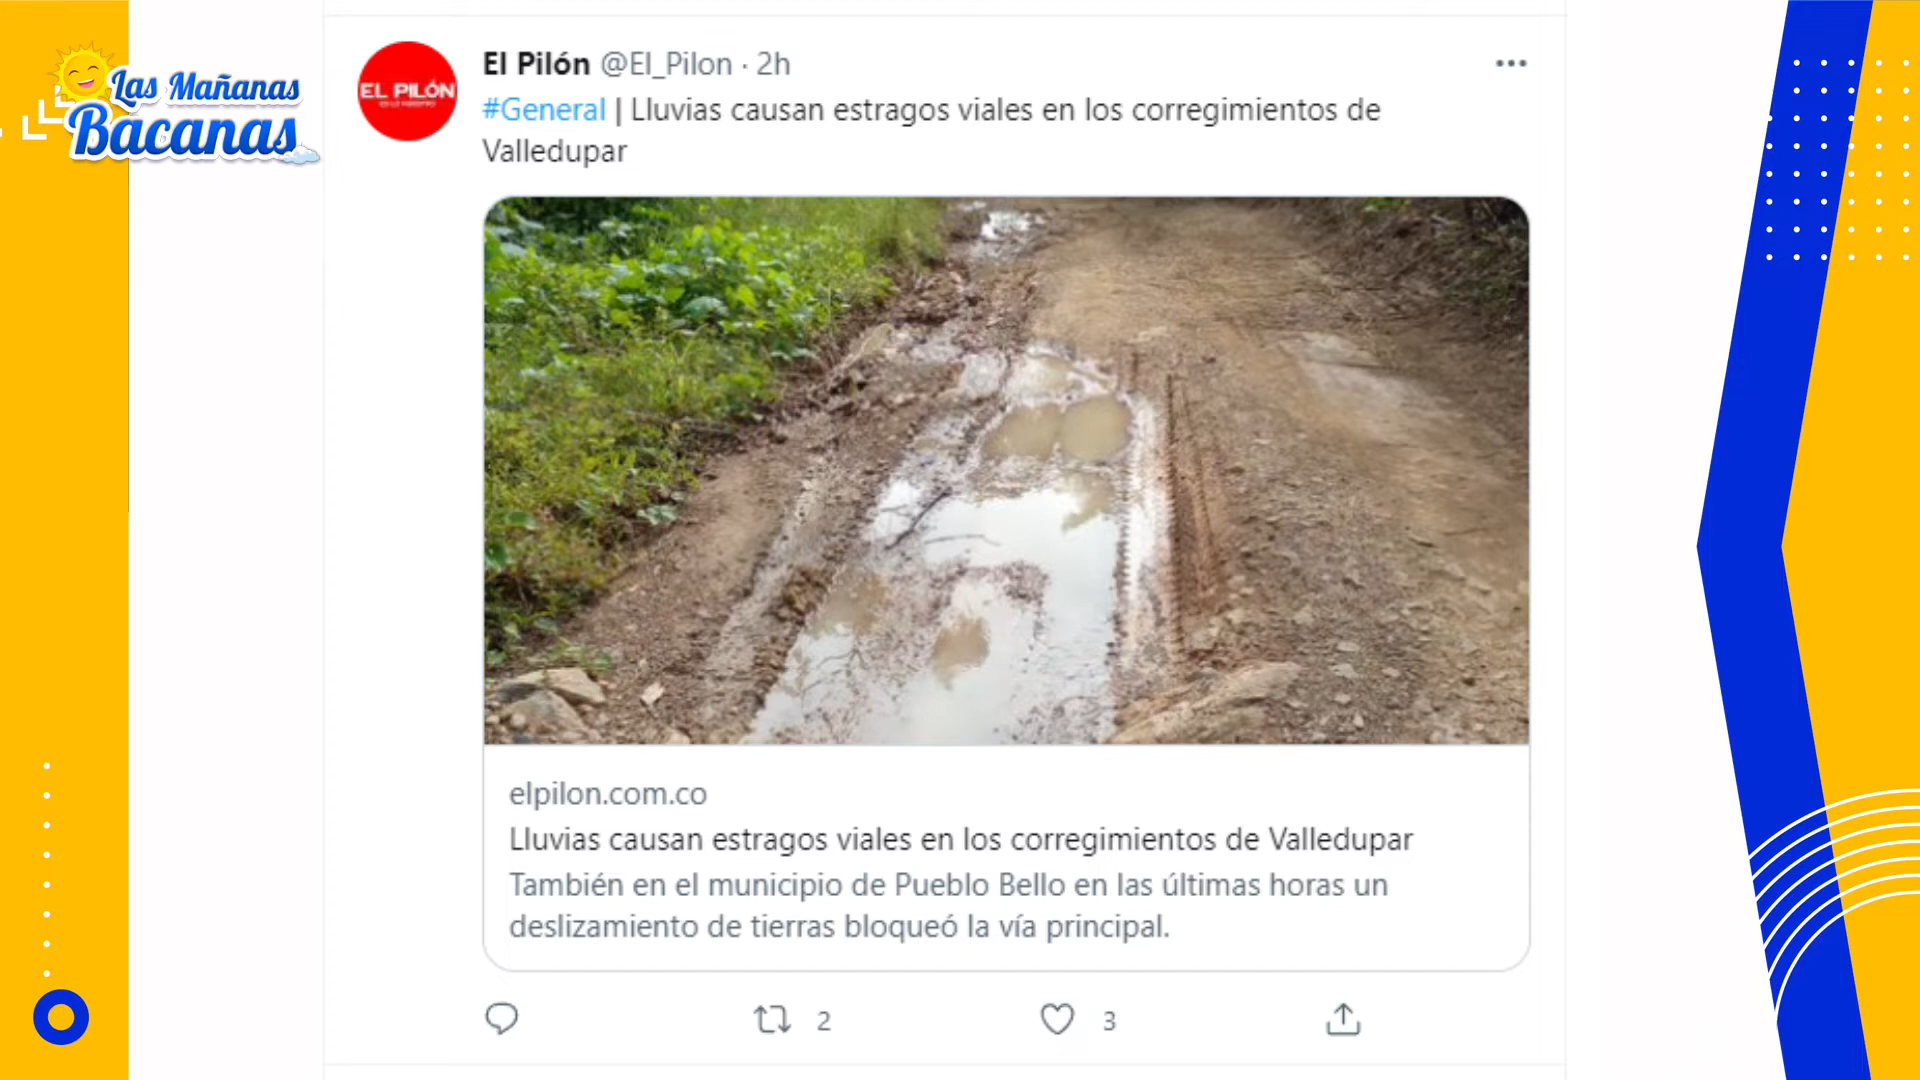 Las Mañanas
Bacanas
EL PILÓN
El Pilón @El_Pilon · 2h
#General | Lluvias causan estragos viales en los corregimientos de
Valledupar
elpilon.com.co
Lluvias causan estragos viales en los corregimientos de Valledupar
También en el municipio de Pueblo Bello en las últimas horas un
deslizamiento de tierras bloqueó la vía principal.
2
3